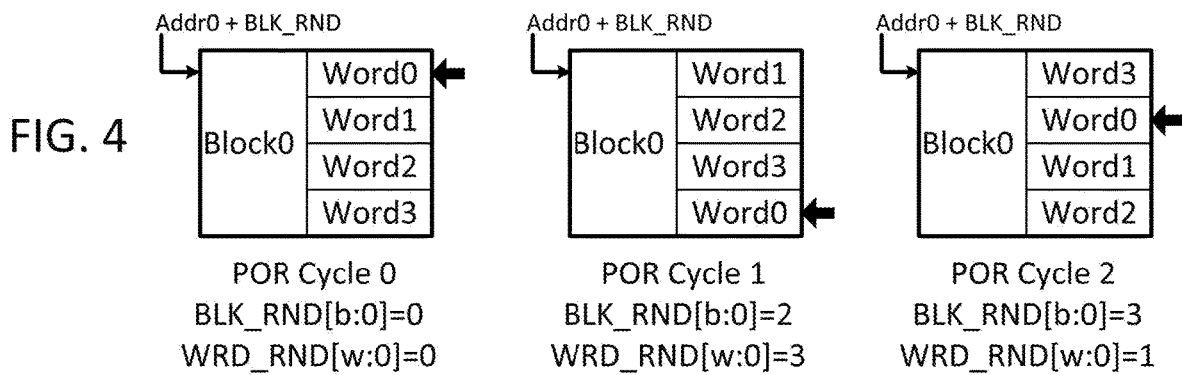 FIG. 4
Addr0 + BLK_RND
Block0
Word0
Word1
Word2
Word3
POR Cycle 0
BLK_RND[b:0]=0
WRD_RND[w:0]=0
Addr0 + BLK_RND
Block0
Word1
Word2
Word3
Word0
POR Cycle 1
BLK_RND[b:0]=2
WRD_RND[w:0]=3
Addr0 + BLK_RND
Block0
Word3
Word0
Word1
Word2
POR Cycle 2
BLK_RND[b:0]=3
WRD_RND[w:0]=1